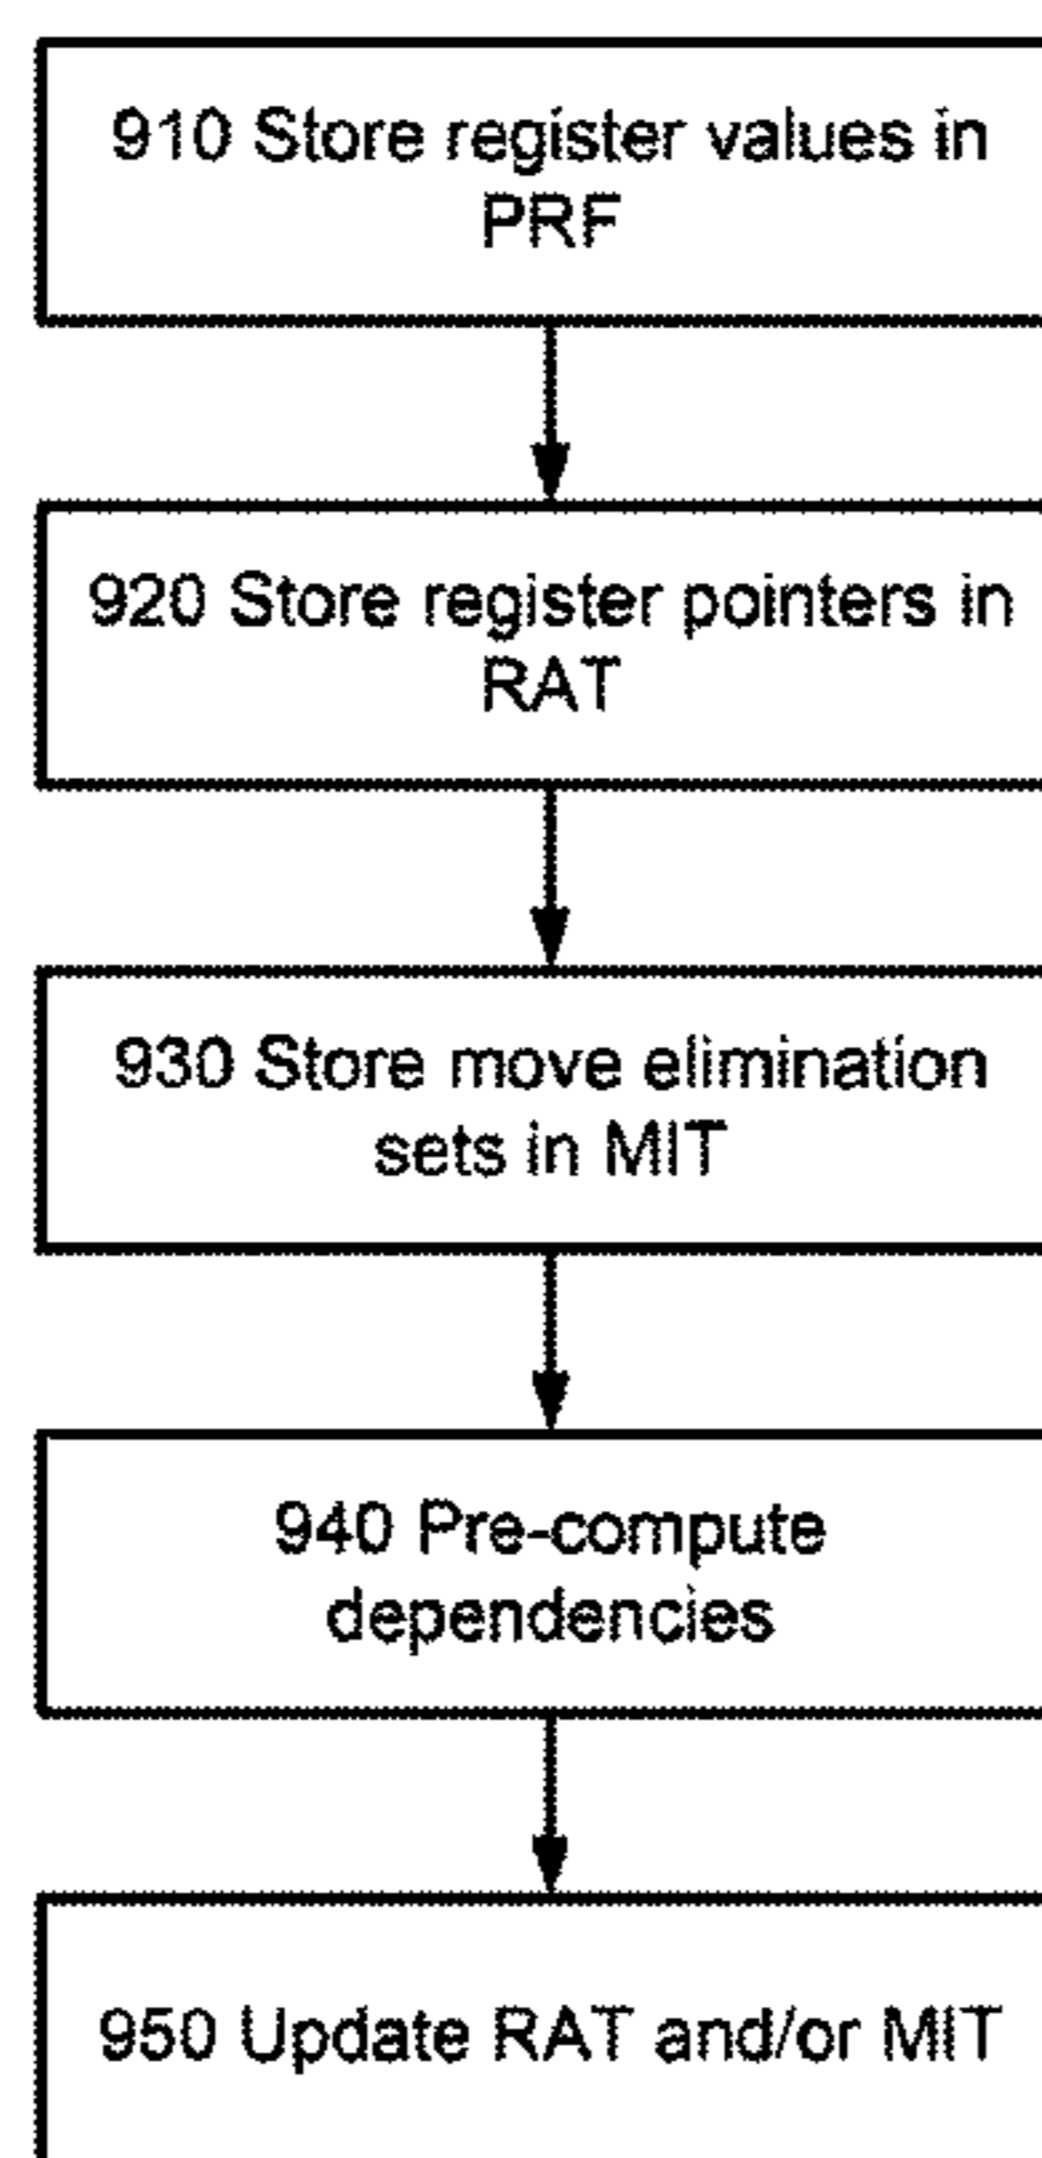 910 Store register values in
PRF
920 Store register pointers in
RAT
930 Store move elimination
sets in MIT
940 Pre-compute
dependencies
950 Update RAT and/or MIT